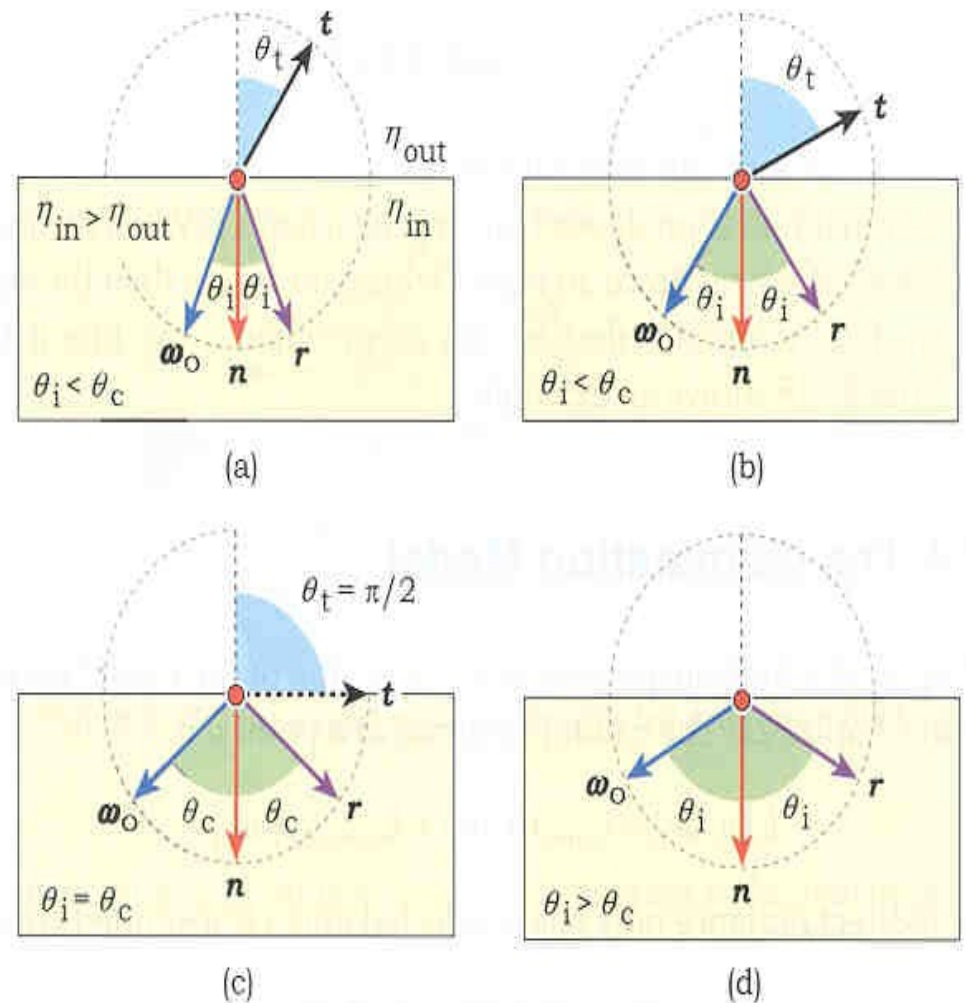 t
θt
ηout
ηin > ηout
ηin
θi θi
ωo
r
n
θi < θc
(a)
θt
t
θi θi
ωo
r
n
θi < θc
(b)
θt = π/2
t
θc θc
ωo
r
n
θi = θc
(c)
θi θi
ωo
r
n
θi > θc
(d)